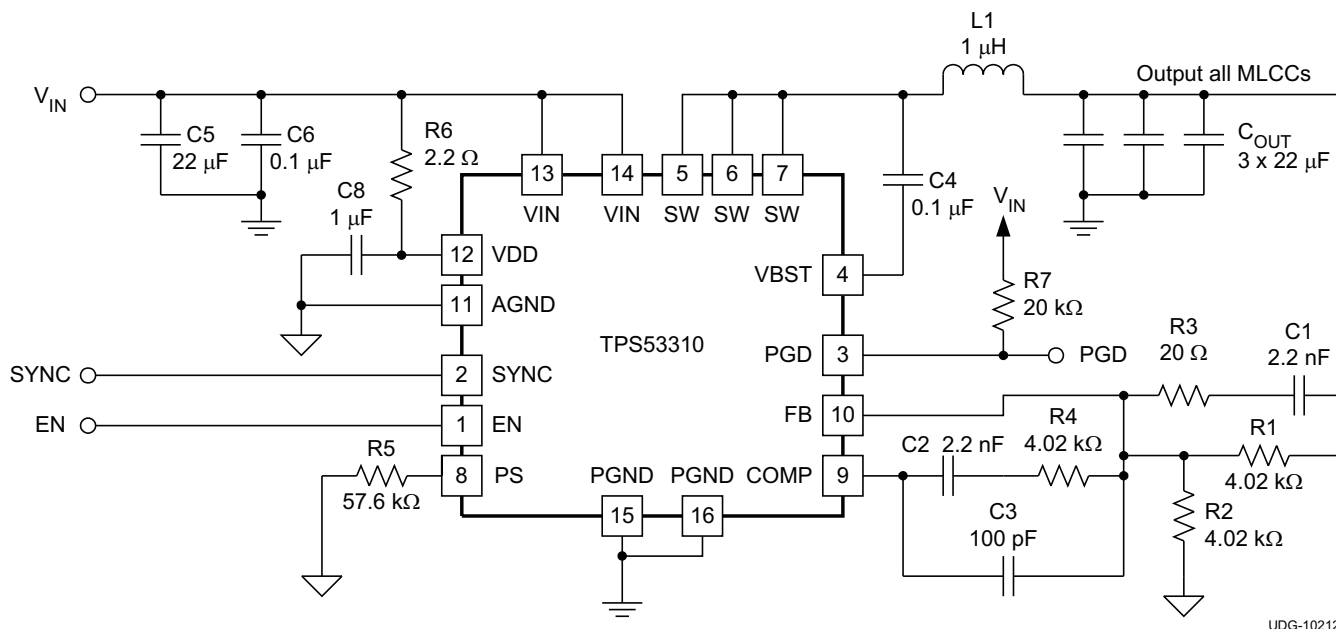 L1
1 μH
Output all MLCCs
V_IN
C5
22 μF
C6
0.1 μF
R6
2.2 Ω
C8
1 μF
13
VIN
14
VIN
5
SW
6
SW
7
SW
C4
0.1 μF
C_OUT
3 x 22 μF
V_IN
12
VDD
4
VBST
R7
20 kΩ
11
AGND
TPS53310
3
PGD
PGD
R3
20 Ω
C1
2.2 nF
SYNC
2
SYNC
EN
1
EN
10
FB
R4
4.02 kΩ
R1
4.02 kΩ
C2
2.2 nF
R5
57.6 kΩ
8
PS
PGND
15
PGND
16
COMP
9
C3
100 pF
R2
4.02 kΩ
UDG-10212